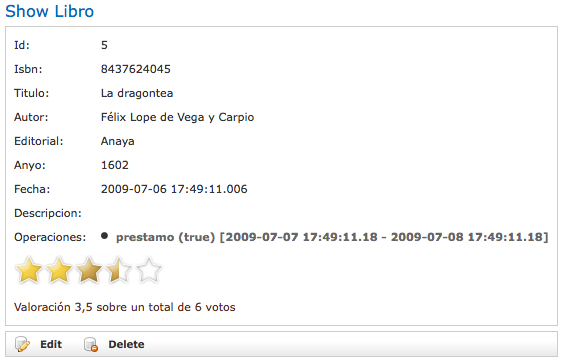 Show Libro
Id: 5
Isbn: 8437624045
Titulo: La dragontea
Autor: Félix Lope de Vega y Carpio
Editorial: Anaya
Anyo: 1602
Fecha: 2009-07-06 17:49:11.006
Descripcion:
Operaciones: • prestamo (true) [2009-07-07 17:49:11.18 - 2009-07-08 17:49:11.18]
Valoración 3,5 sobre un total de 6 votos
Edit Delete